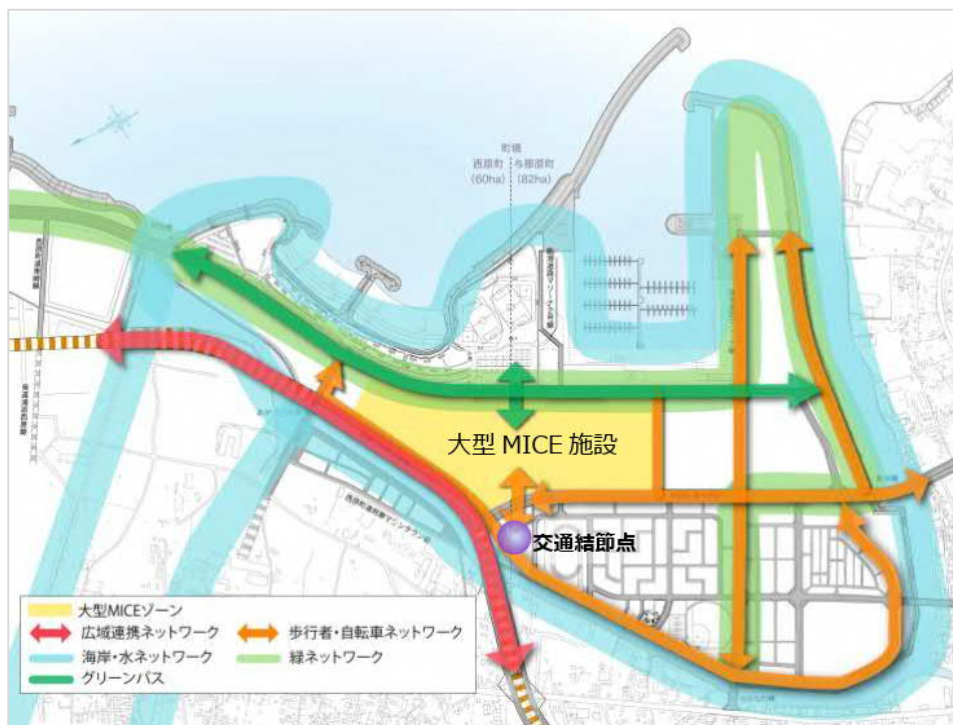 町境
西原町 与那原町
(60ha) (82ha)
大型 MICE 施設
交通結節点
大型MICEゾーン
広域連携ネットワーク
歩行者・自転車ネットワーク
海岸・水ネットワーク
緑ネットワーク
グリーンパス